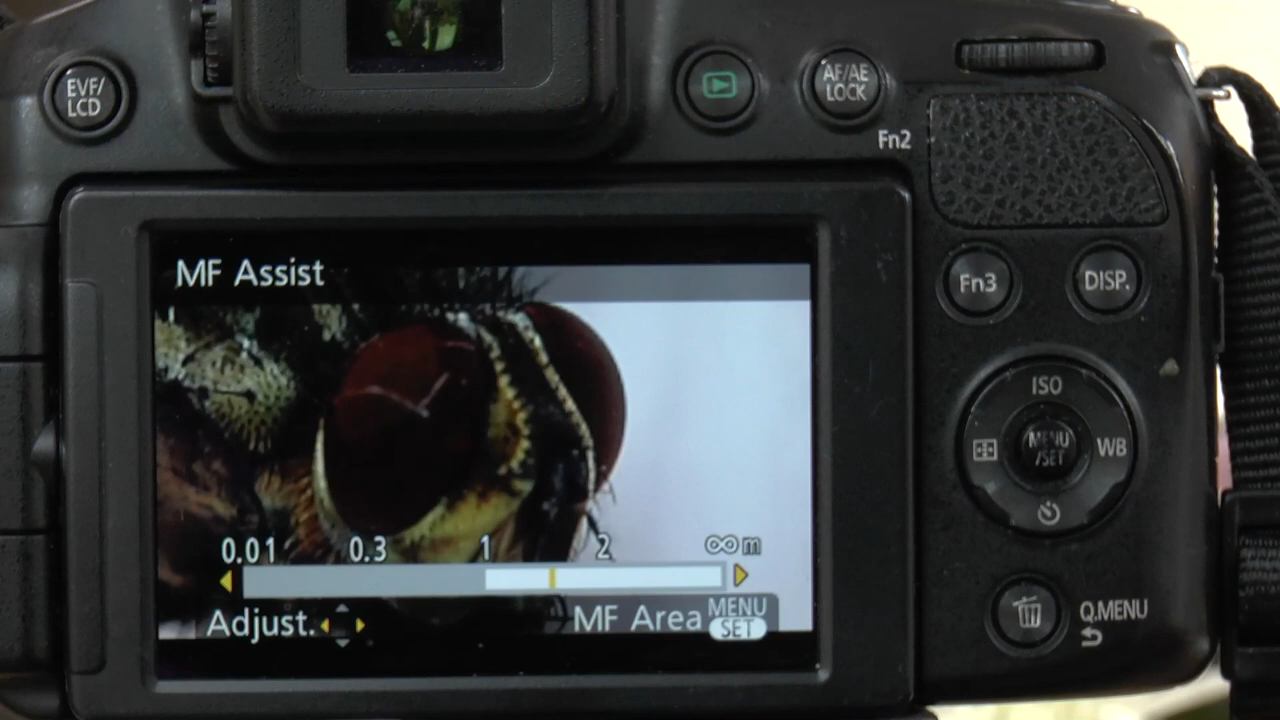 EVF/
LCD
AF/AE
LOCK
Fn2
MF Assist
Fn3
DISP.
ISO
MENU
/SET
WB
0.01 0.3 1 2 ∞m
Adjust.
MF Area MENU
SET
Q.MENU